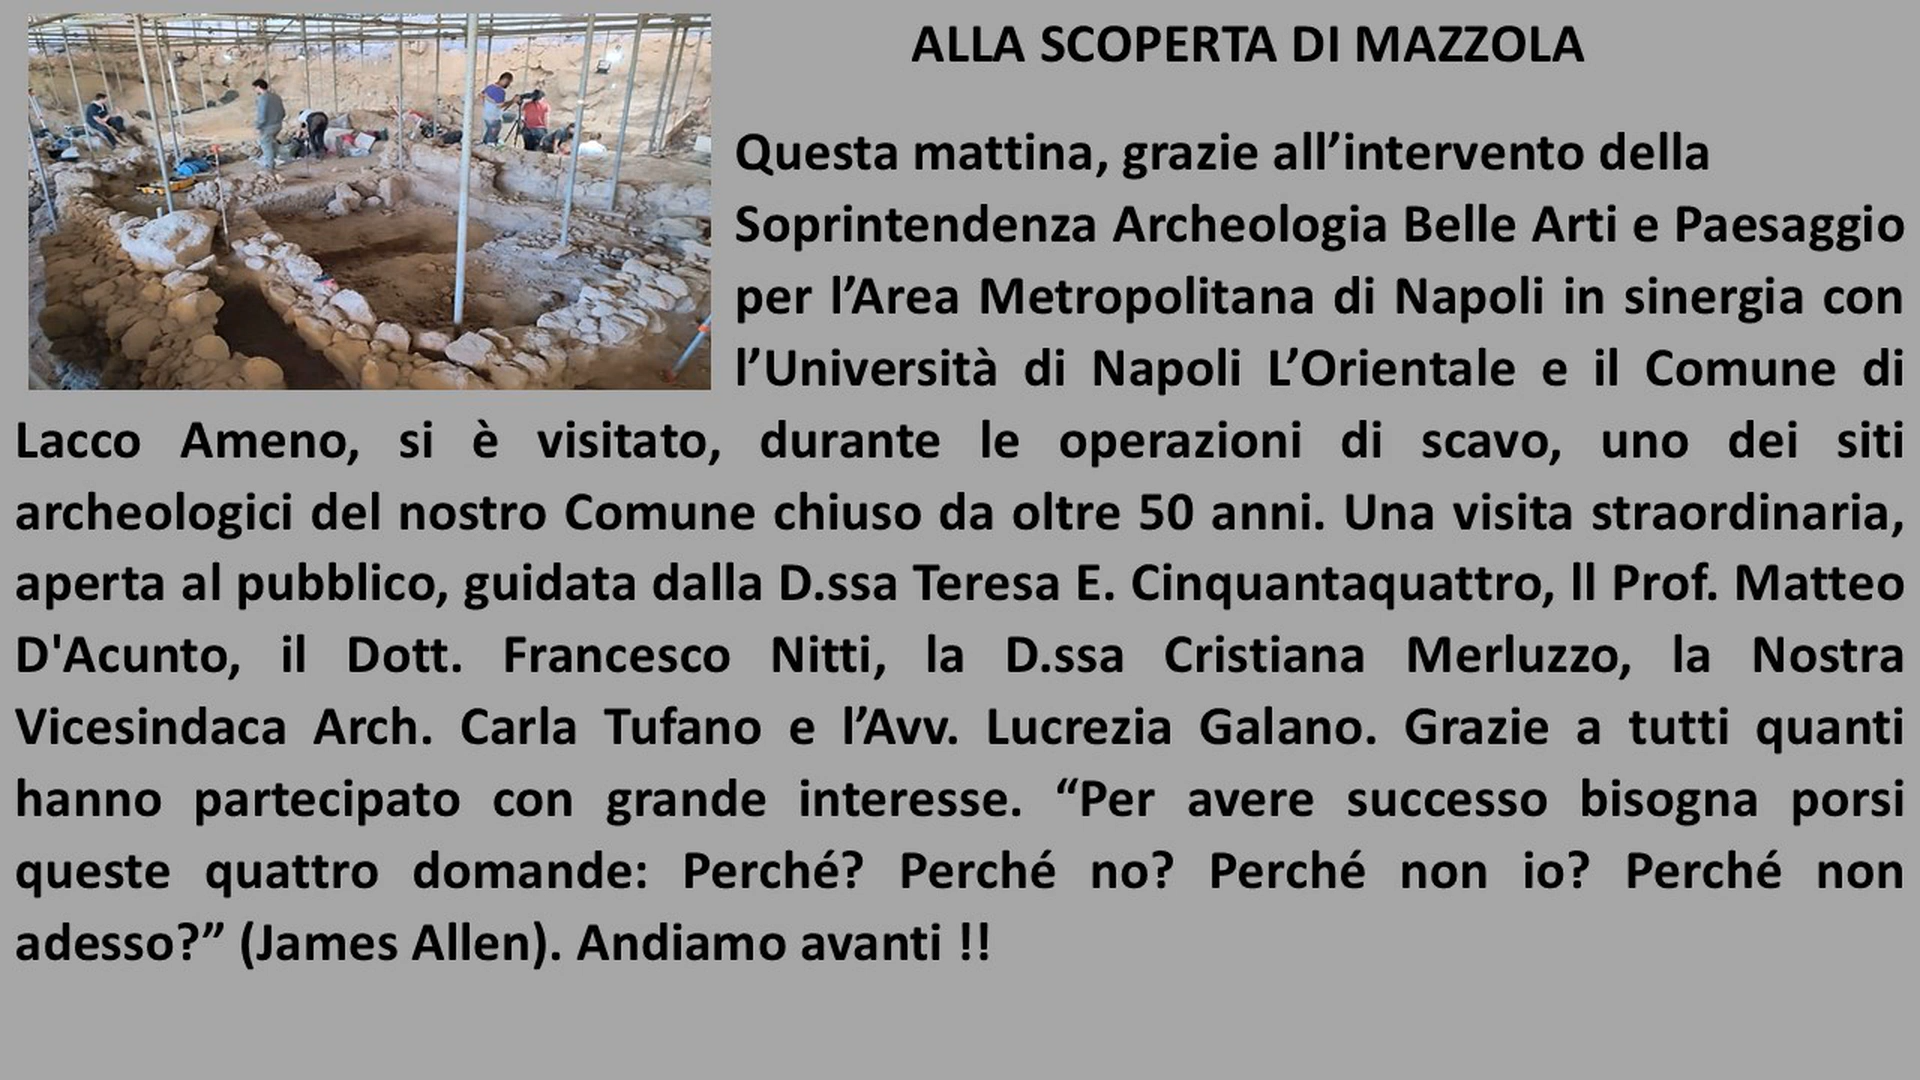 ALLA SCOPERTA DI MAZZOLA
Questa mattina, grazie all’intervento della
Soprintendenza Archeologia Belle Arti e Paesaggio
per l’Area Metropolitana di Napoli in sinergia con
l’Università di Napoli L’Orientale e il Comune di
Lacco Ameno, si è visitato, durante le operazioni di scavo, uno dei siti
archeologici del nostro Comune chiuso da oltre 50 anni. Una visita straordinaria,
aperta al pubblico, guidata dalla D.ssa Teresa E. Cinquantaquattro, ll Prof. Matteo
D'Acunto, il Dott. Francesco Nitti, la D.ssa Cristiana Merluzzo, la Nostra
Vicesindaca Arch. Carla Tufano e l’Avv. Lucrezia Galano. Grazie a tutti quanti
hanno partecipato con grande interesse. “Per avere successo bisogna porsi
queste quattro domande: Perché? Perché no? Perché non io? Perché non
adesso?” (James Allen). Andiamo avanti !!